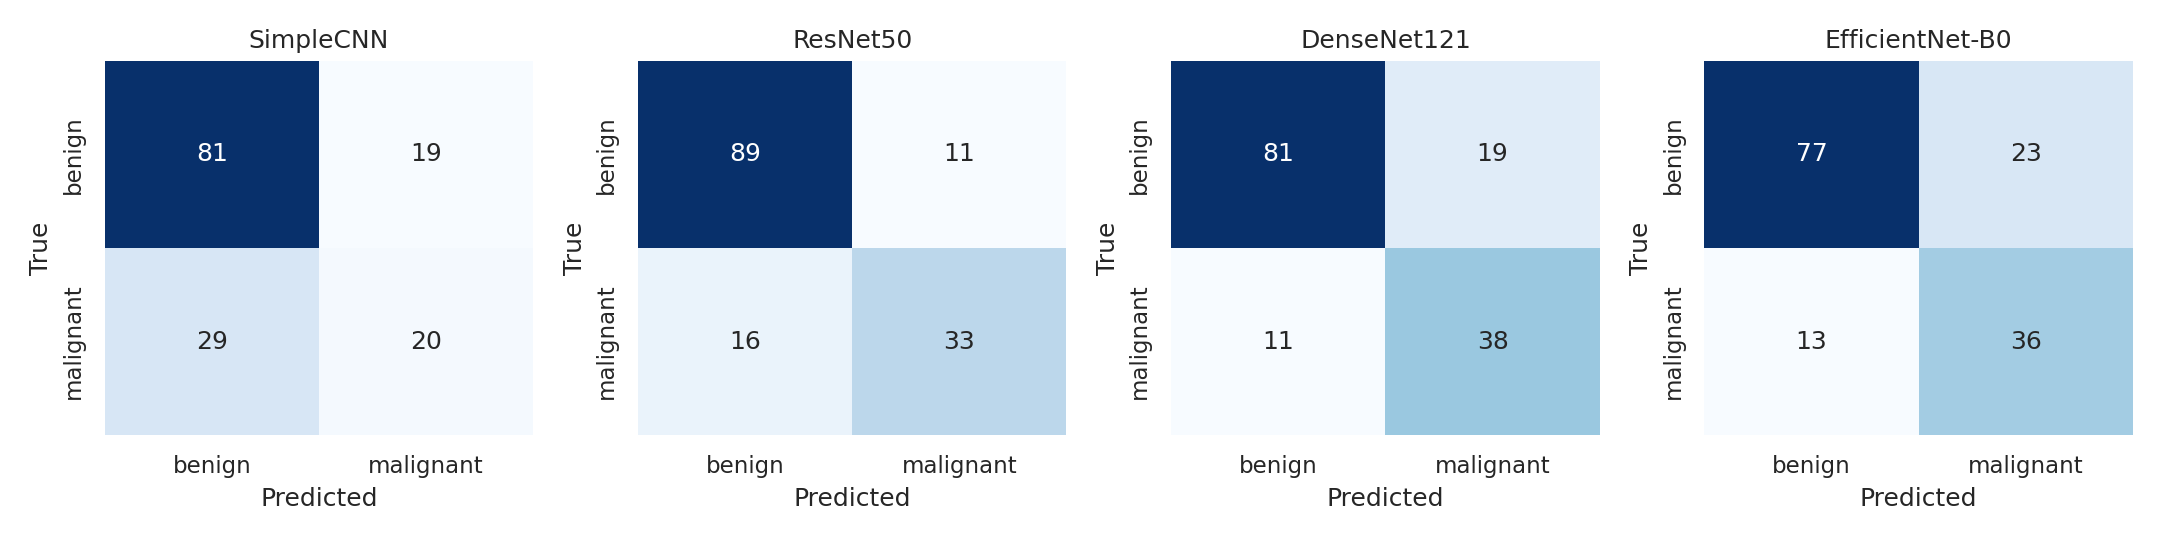 SimpleCNN
True
benign
malignant
81
19
29
20
benign
malignant
Predicted
ResNet50
True
benign
malignant
89
11
16
33
benign
malignant
Predicted
DenseNet121
True
benign
malignant
81
19
11
38
benign
malignant
Predicted
EfficientNet-B0
True
benign
malignant
77
23
13
36
benign
malignant
Predicted